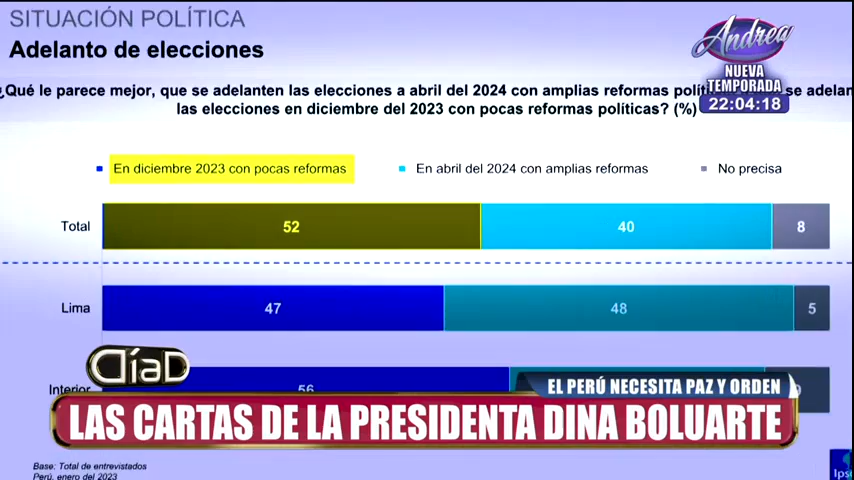 SITUACIÓN POLÍTICA
Adelanto de elecciones
Andrea
NUEVA
TEMPORADA
22:04:18
¿Qué le parece mejor, que se adelanten las elecciones a abril del 2024 con amplias reformas polít se adelan
las elecciones en diciembre del 2023 con pocas reformas políticas? (%)
En diciembre 2023 con pocas reformas
En abril del 2024 con amplias reformas
No precisa
Total 52 40 8
Lima 47 48 5
Interior 56
DíaD
EL PERÚ NECESITA PAZ Y ORDEN
LAS CARTAS DE LA PRESIDENTA DINA BOLUARTE
Base: Total de entrevistados
Perú, enero del 2023
Ips